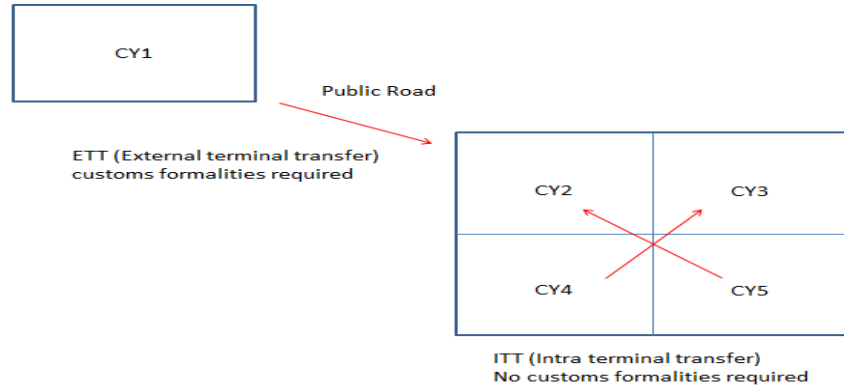 CY1
Public Road
ETT (External terminal transfer)
customs formalities required
CY2
CY3
CY4
CY5
ITT (Intra terminal transfer)
No customs formalities required